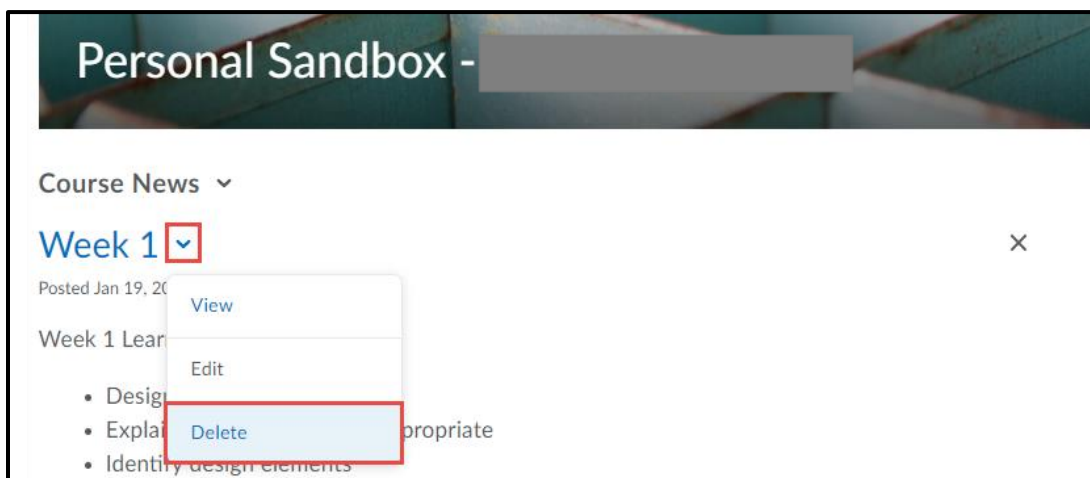 Personal Sandbox -
Course News
Week 1
Posted Jan 19, 20
View
Week 1 Lear
Edit
• Desig
• Explai
Delete
propriate
• Identify design elements